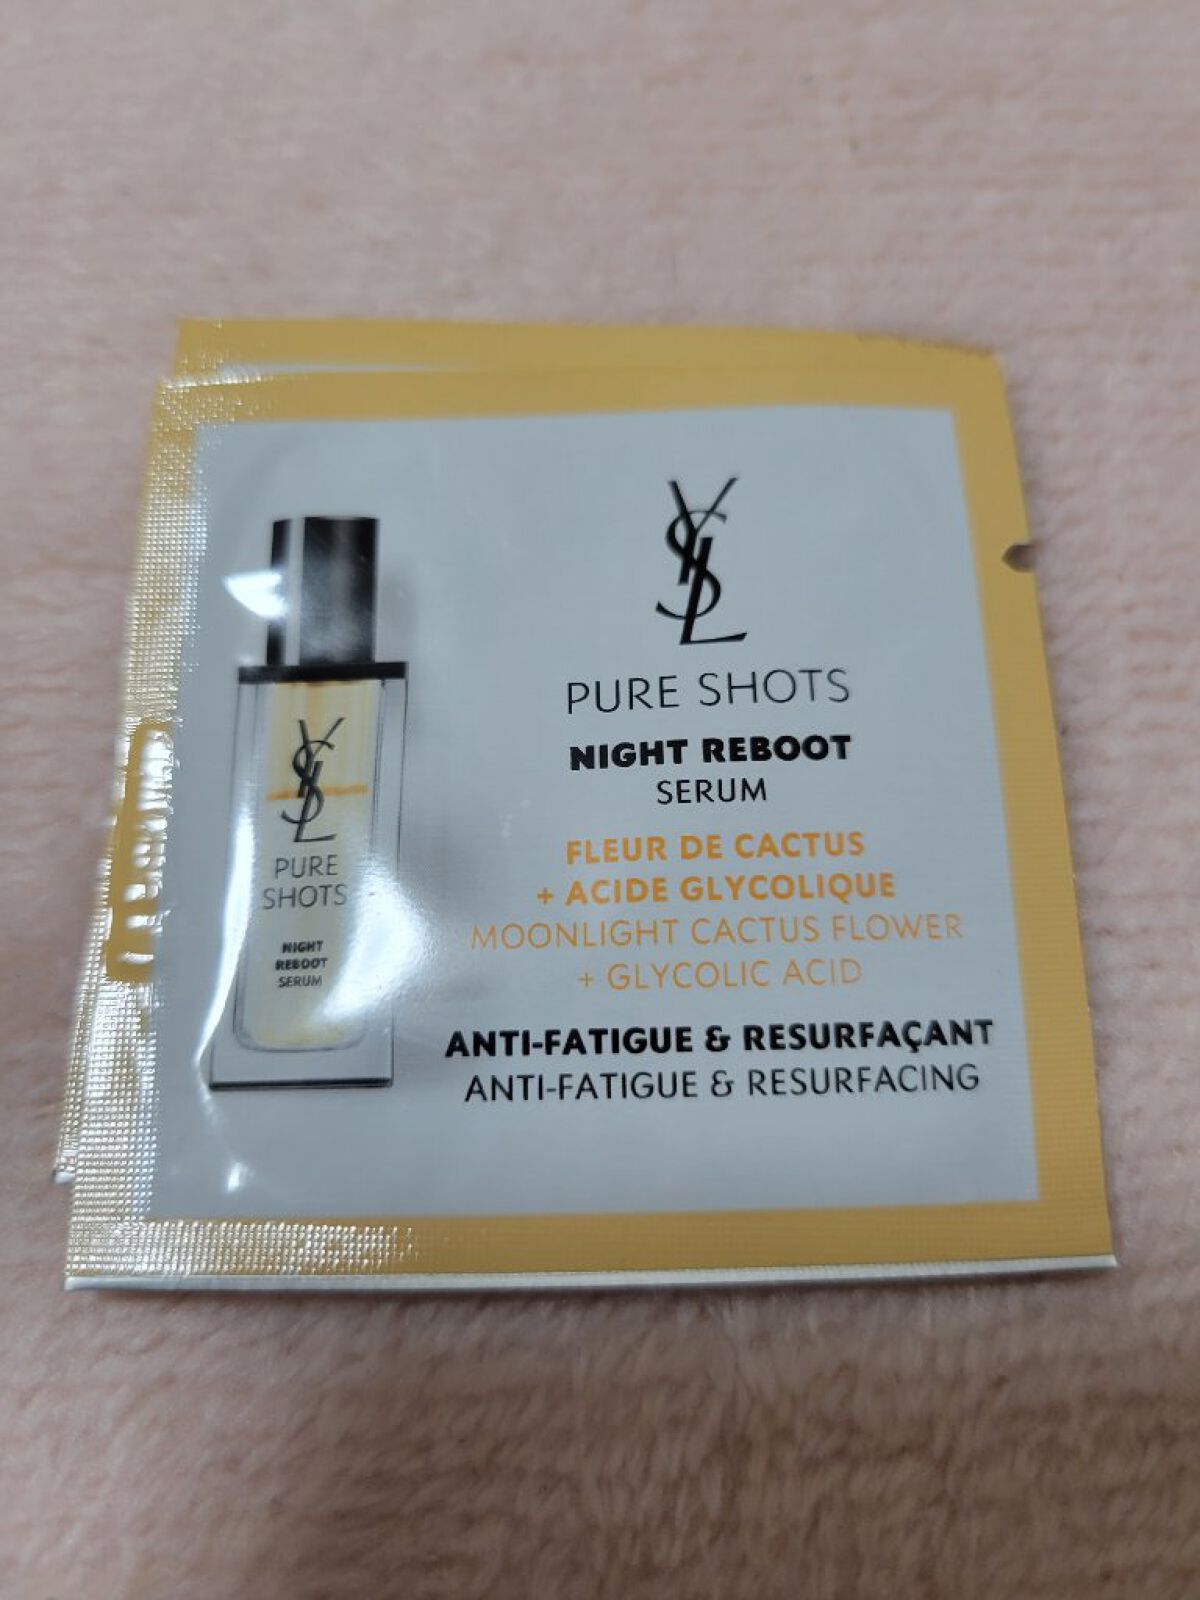 YSL
PURE SHOTS
NIGHT REBOOT
SERUM
FLEUR DE CACTUS
+ ACIDE GLYCOLIQUE
MOONLIGHT CACTUS FLOWER
+ GLYCOLIC ACID
ANTI-FATIGUE & RESURFAÇANT
ANTI-FATIGUE & RESURFACING
YSL
PURE
SHOTS
NIGHT
REBOOT
SERUM